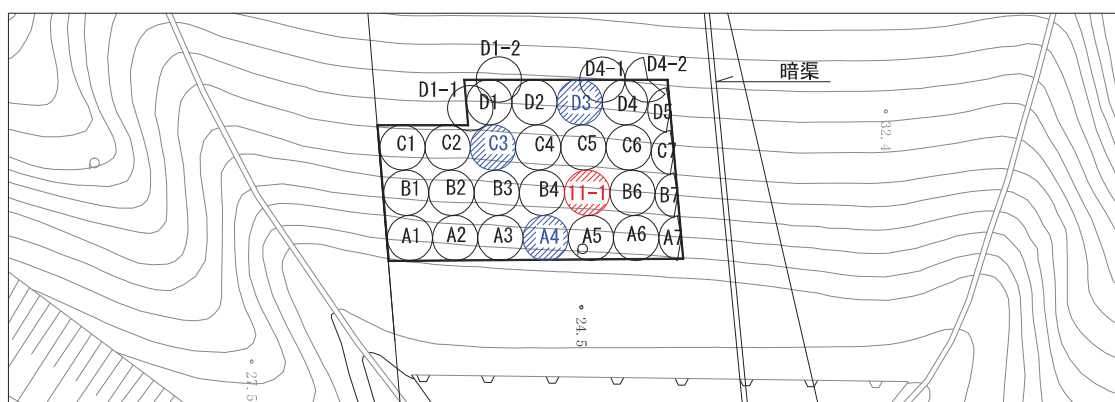 D1-2
D4-1
D4-2
暗渠
D1-1
D1
D2
D3
D4
D5
32.4
C1
C2
C3
C4
C5
C6
C7
B1
B2
B3
B4
11-1
B6
B7
A1
A2
A3
A4
A5
A6
A7
24.5
27.5